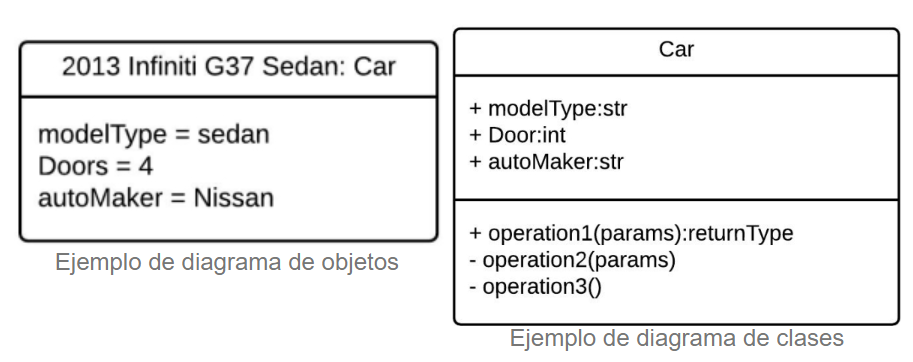 2013 Infiniti G37 Sedan: Car
modelType = sedan
Doors = 4
autoMaker = Nissan
Ejemplo de diagrama de objetos
Car
+ modelType:str
+ Door:int
+ autoMaker:str
+ operation1(params):returnType
- operation2(params)
- operation3()
Ejemplo de diagrama de clases